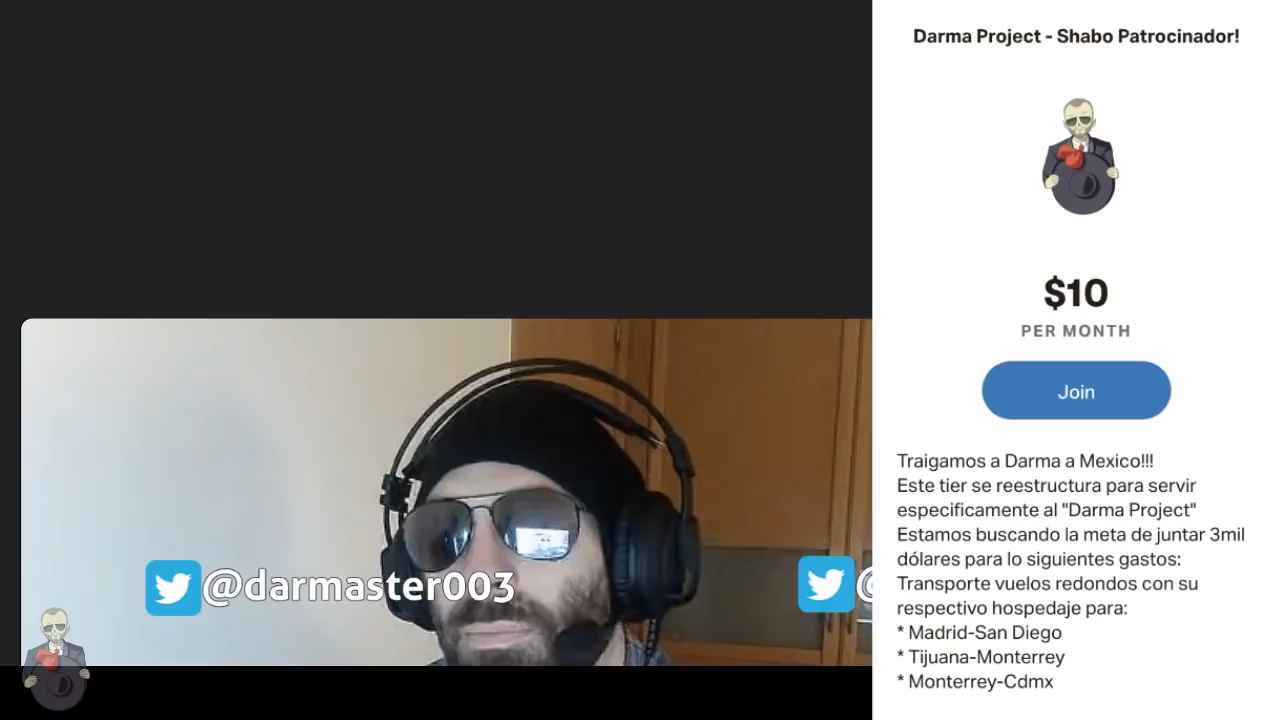 Darma Project - Shabo Patrocinador!
$10
PER MONTH
Join
Traigamos a Darma a Mexico!!!
Este tier se reestructura para servir
especificamente al "Darma Project"
Estamos buscando la meta de juntar 3mil
dólares para lo siguientes gastos:
Transporte vuelos redondos con su
respectivo hospedaje para:
* Madrid-San Diego
* Tijuana-Monterrey
* Monterrey-Cdmx
@darmaster003
@